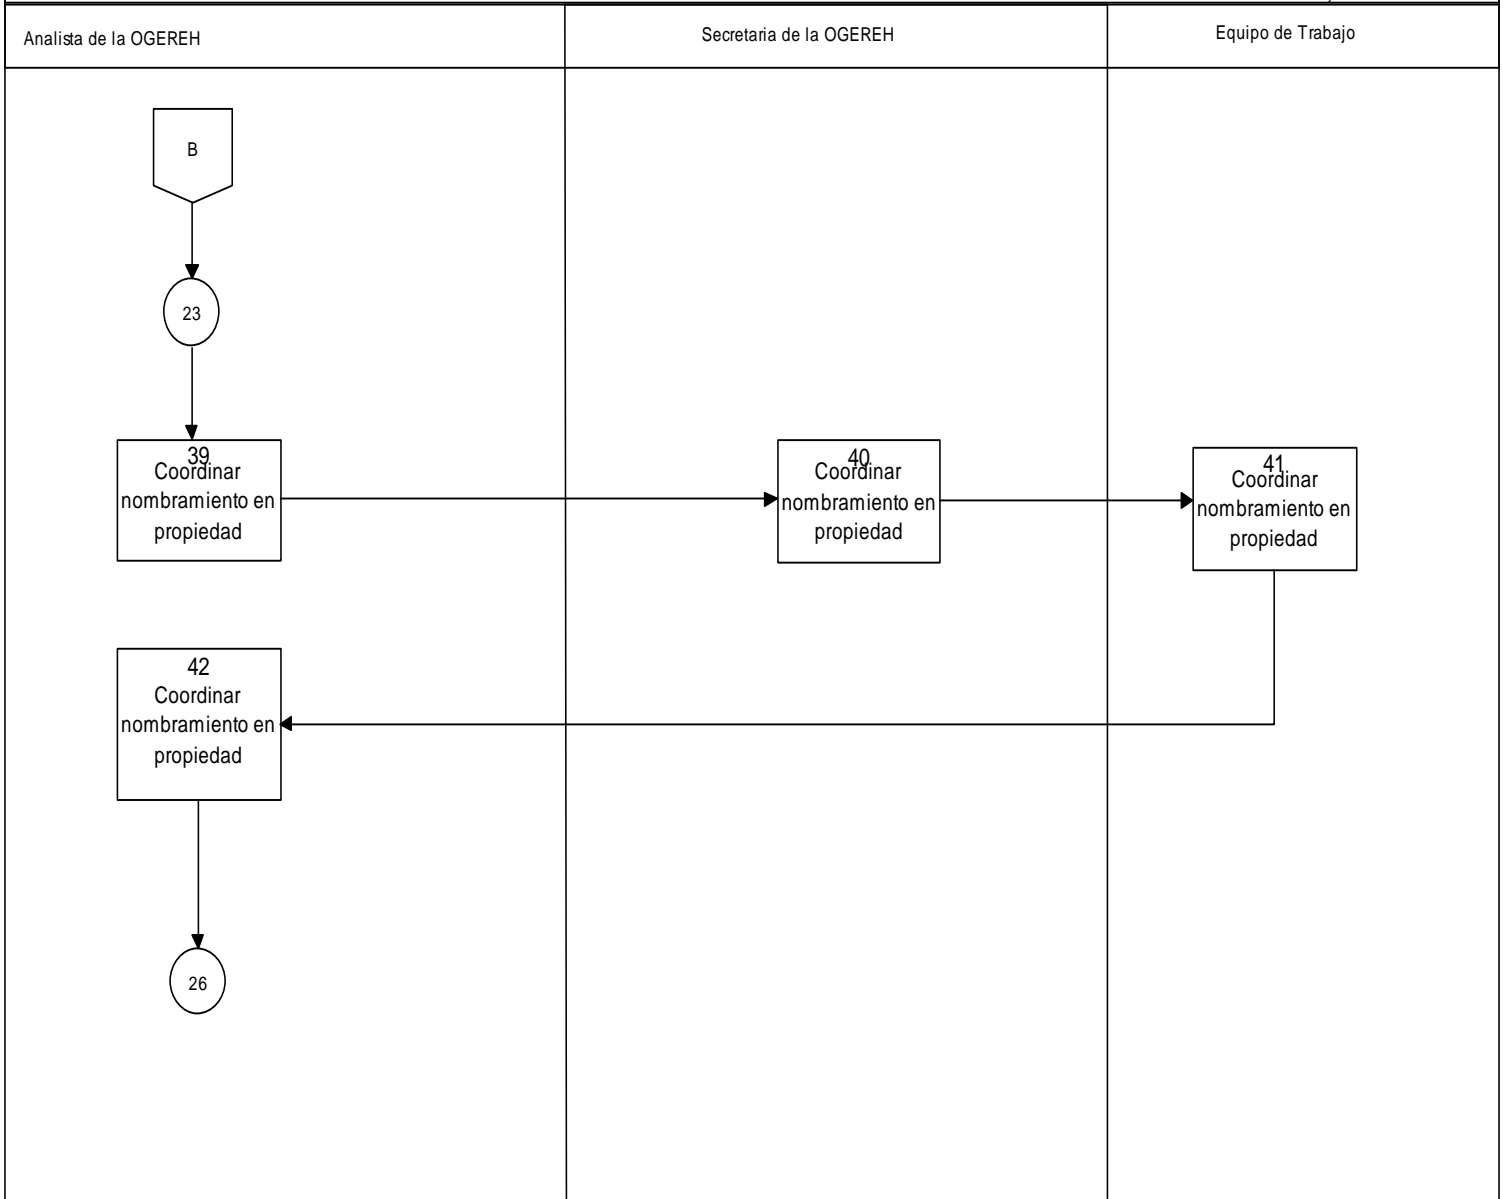 Analista de la OGEREH
Secretaria de la OGEREH
Equipo de Trabajo
B
23
39
Coordinar
nombramiento en
propiedad
40
Coordinar
nombramiento en
propiedad
41
Coordinar
nombramiento en
propiedad
42
Coordinar
nombramiento en
propiedad
26